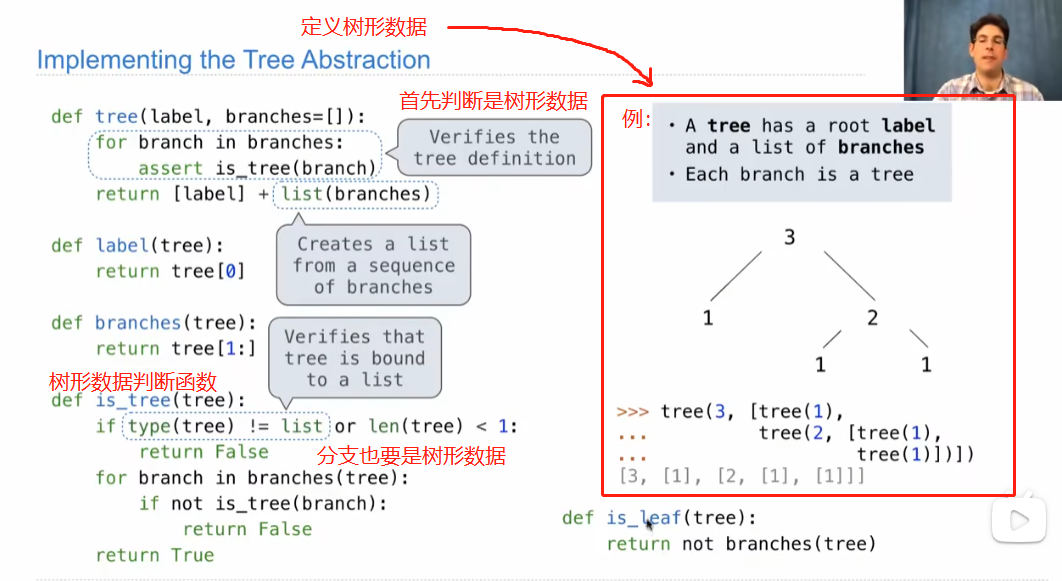 定义树形数据
Implementing the Tree Abstraction
首先判断是树形数据
def tree(label, branches=[]):
for branch in branches:
assert is_tree(branch)
return [label] + list(branches)
Verifies the
tree definition
def label(tree):
return tree[0]
Creates a list
from a sequence
of branches
def branches(tree):
return tree[1:]
Verifies that
tree is bound
to a list
树形数据判断函数
def is_tree(tree):
if type(tree) != list or len(tree) < 1:
return False
分支也要是树形数据
for branch in branches(tree):
if not is_tree(branch):
return False
return True
例:
• A tree has a root label
and a list of branches
• Each branch is a tree
3
1 2
1 1
>>> tree(3, [tree(1),
... tree(2, [tree(1),
... tree(1)])])
[3, [1], [2, [1], [1]]]
def is_leaf(tree):
return not branches(tree)